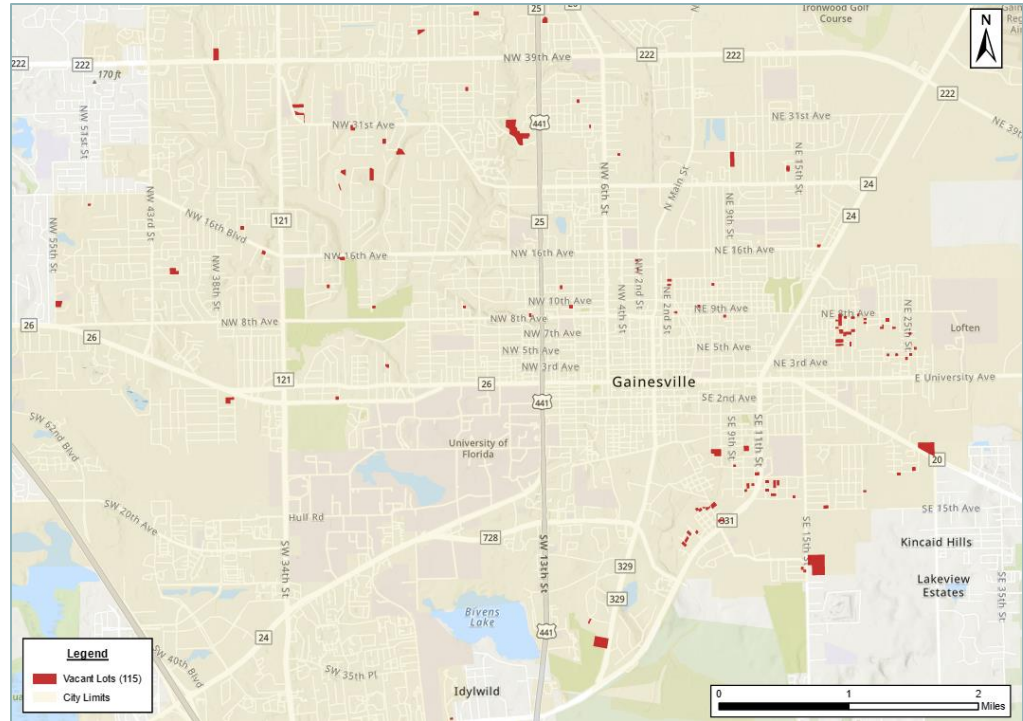 25
26
Ironwood Golf
Course
N
222
222
170 ft
222
NW 39th Ave
222
222
222
NE 39th
NW 51st St
NW 31st Ave
441
NE 31st Ave
NE 15th St
NW 6th St
N Main St
24
NW 43rd St
NE 9th St
24
NW 55th St
NW 16th Blvd
121
25
NW 16th Ave
NW 16th Ave
NE 16th Ave
NW 38th St
NW 2nd St
NW 4th St
NE 2nd St
NW 10th Ave
NE 9th Ave
NE 8th Ave
NE 25th St
26
26
NW 8th Ave
NW 8th Ave
NW 7th Ave
Loften
NW 5th Ave
NE 5th Ave
NW 3rd Ave
NE 3rd Ave
121
26
Gainesville
E University Ave
441
SE 2nd Ave
SW 62nd Blvd
University of
Florida
SE 9th St
SE 11th St
20
SW 20th Ave
Hull Rd
331
SE 15th Ave
728
SE 15th St
Kincaid Hills
SW 34th St
SW 13th St
329
Lakeview
Estates
SE 35th St
329
Bivens
Lake
24
441
Legend
Vacant Lots (115)
City Limits
SW 40th Blvd
SW 35th Pl
Idylwild
0 1 2
Miles